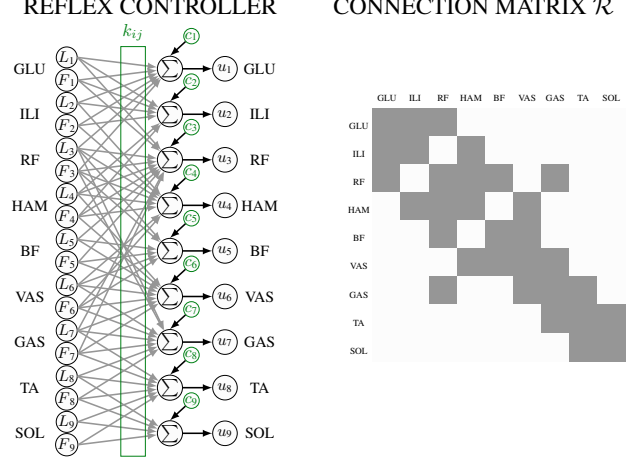 REFLEX CONTROLLER
CONNECTION MATRIX R
k_ij
GLU L1 F1 Σ c1 u1 GLU
ILI L2 F2 Σ c2 u2 ILI
RF L3 F3 Σ c3 u3 RF
HAM L4 F4 Σ c4 u4 HAM
BF L5 F5 Σ c5 u5 BF
VAS L6 F6 Σ c6 u6 VAS
GAS L7 F7 Σ c7 u7 GAS
TA L8 F8 Σ c8 u8 TA
SOL L9 F9 Σ c9 u9 SOL
GLU ILI RF HAM BF VAS GAS TA SOL
GLU
ILI
RF
HAM
BF
VAS
GAS
TA
SOL